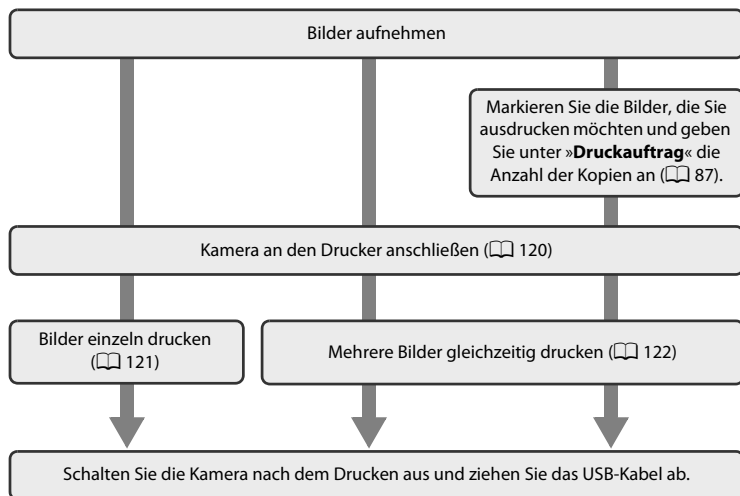 Bilder aufnehmen
Markieren Sie die Bilder, die Sie
ausdrucken möchten und geben
Sie unter »Druckauftrag« die
Anzahl der Kopien an (📖 87).
Kamera an den Drucker anschließen (📖 120)
Bilder einzeln drucken
(📖 121)
Mehrere Bilder gleichzeitig drucken (📖 122)
Schalten Sie die Kamera nach dem Drucken aus und ziehen Sie das USB-Kabel ab.